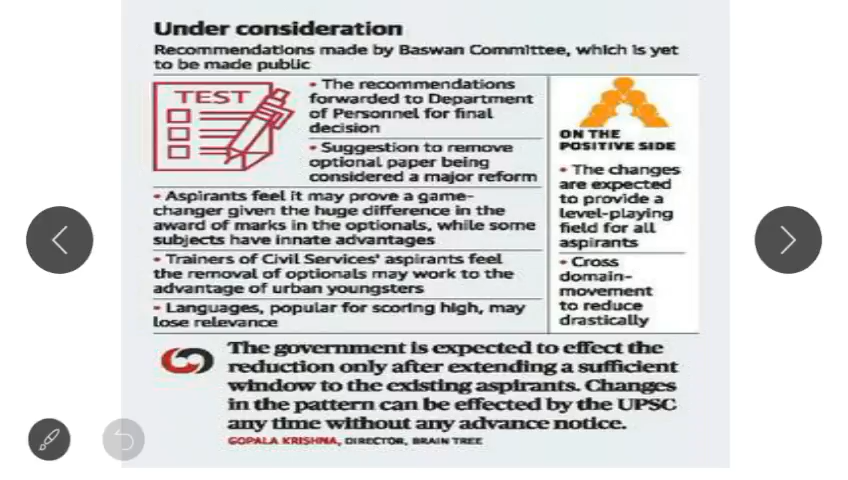 Under consideration
Recommendations made by Baswan Committee, which is yet
to be made public
TEST
• The recommendations
forwarded to Department
of Personnel for final
decision
• Suggestion to remove
optional paper being
considered a major reform
• Aspirants feel it may prove a game-
changer given the huge difference in the
award of marks in the optionals, while some
subjects have innate advantages
• Trainers of Civil Services' aspirants feel
the removal of optionals may work to the
advantage of urban youngsters
• Languages, popular for scoring high, may
lose relevance
ON THE
POSITIVE SIDE
• The changes
are expected
to provide a
level-playing
field for all
aspirants
• Cross
domain-
movement
to reduce
drastically
The government is expected to effect the
reduction only after extending a sufficient
window to the existing aspirants. Changes
in the pattern can be effected by the UPSC
any time without any advance notice.
GOPALA KRISHNA, DIRECTOR, BRAIN TREE